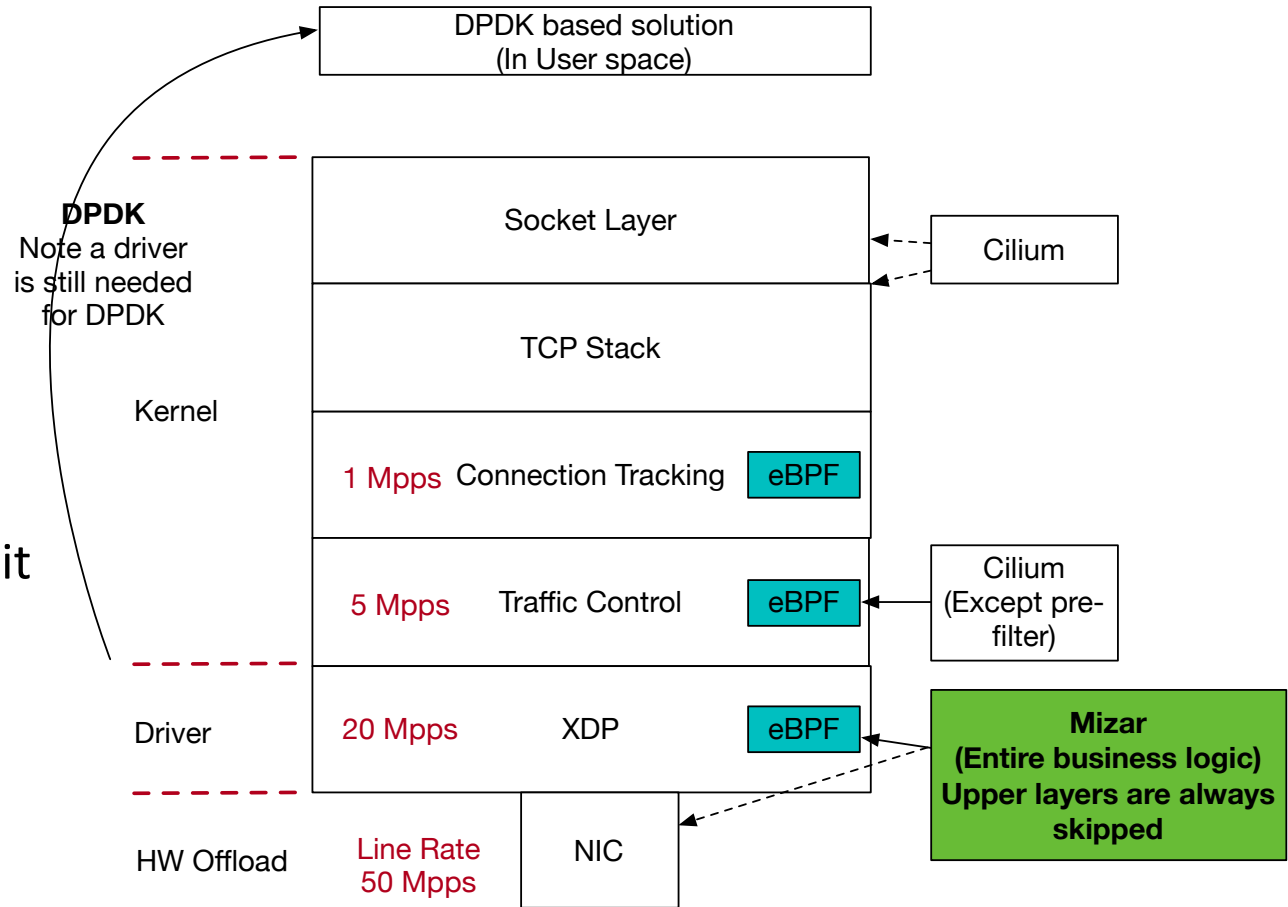 DPDK based solution
(In User space)
DPDK
Note a driver
is still needed
for DPDK
Socket Layer
Cilium
TCP Stack
Kernel
1 Mpps Connection Tracking eBPF
it
5 Mpps Traffic Control eBPF
Cilium
(Except pre-
filter)
Driver
20 Mpps XDP eBPF
Mizar
(Entire business logic)
Upper layers are always
skipped
HW Offload
Line Rate
50 Mpps
NIC